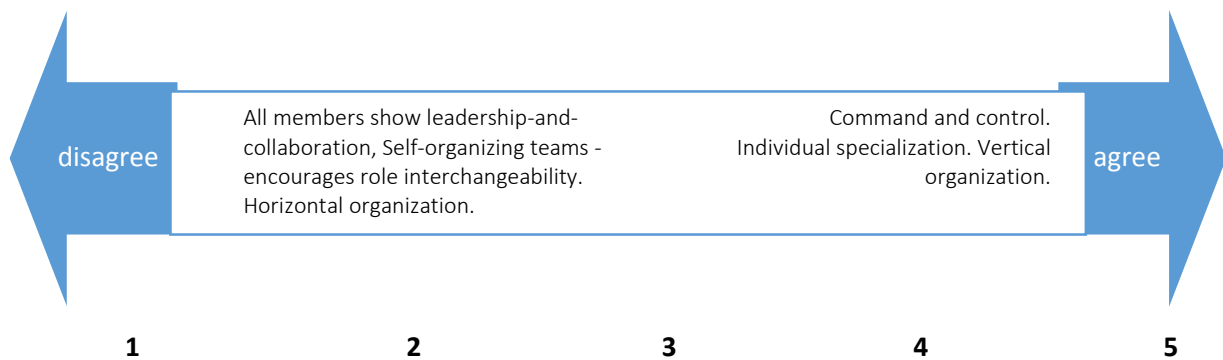 disagree
All members show leadership-and-
collaboration, Self-organizing teams -
encourages role interchangeability.
Horizontal organization.
Command and control.
Individual specialization. Vertical
organization.
agree
1 2 3 4 5